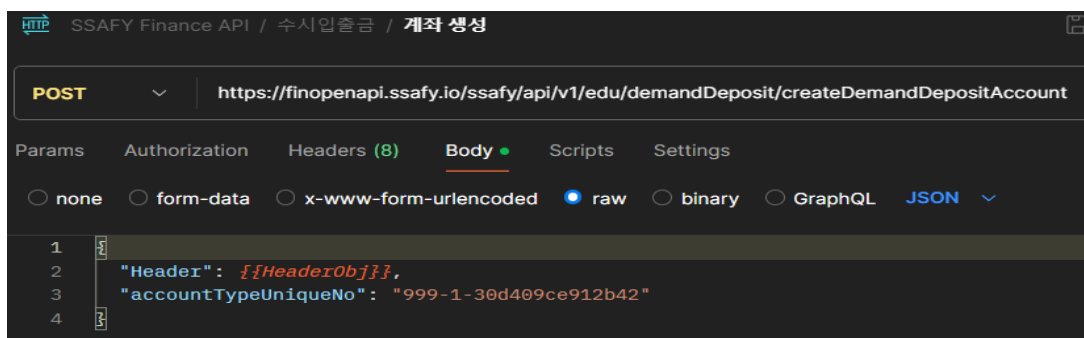 HTTP SSAFY Finance API / 수시입출금 / 계좌 생성
POST https://finopenapi.ssafy.io/ssafy/api/v1/edu/demandDeposit/createDemandDepositAccount
Params Authorization Headers (8) Body Scripts Settings
none form-data x-www-form-urlencoded raw binary GraphQL JSON
1 {
2 "Header": {{HeaderObj}},
3 "accountTypeUniqueNo": "999-1-30d409ce912b42"
4 }